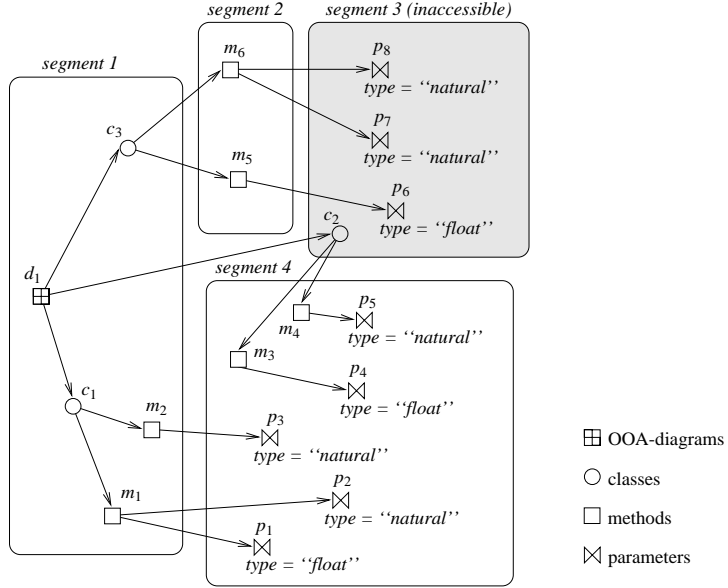 segment 2
segment 3 (inaccessible)
segment 1
m6
p8
type = ‘‘natural’’
c3
p7
type = ‘‘natural’’
m5
p6
type = ‘‘float’’
c2
segment 4
d1
p5
type = ‘‘natural’’
m4
m3
p4
type = ‘‘float’’
c1
m2
p3
type = ‘‘natural’’
p2
type = ‘‘natural’’
m1
p1
type = ‘‘float’’
OOA-diagrams
classes
methods
parameters